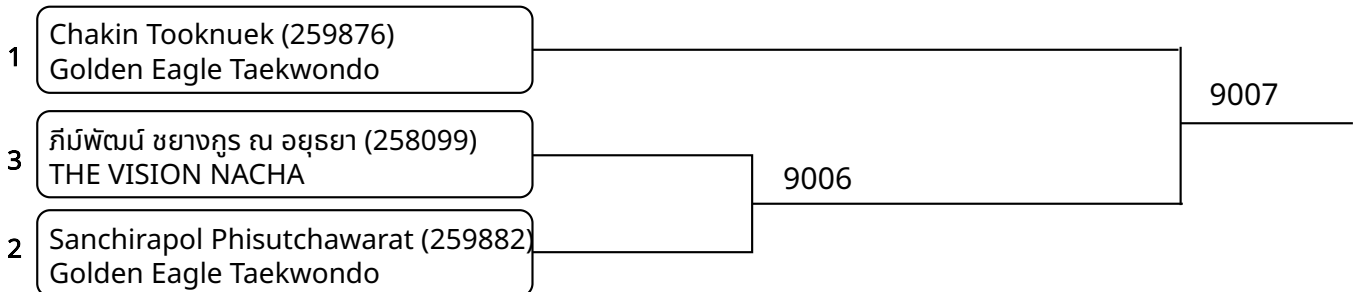 1
Chakin Tooknuek (259876)
Golden Eagle Taekwondo
9007
3
ภีม์พัฒน์ ชยางกูร ณ อยุธยา (258099)
THE VISION NACHA
9006
2
Sanchirapol Phisutchawarat (259882)
Golden Eagle Taekwondo